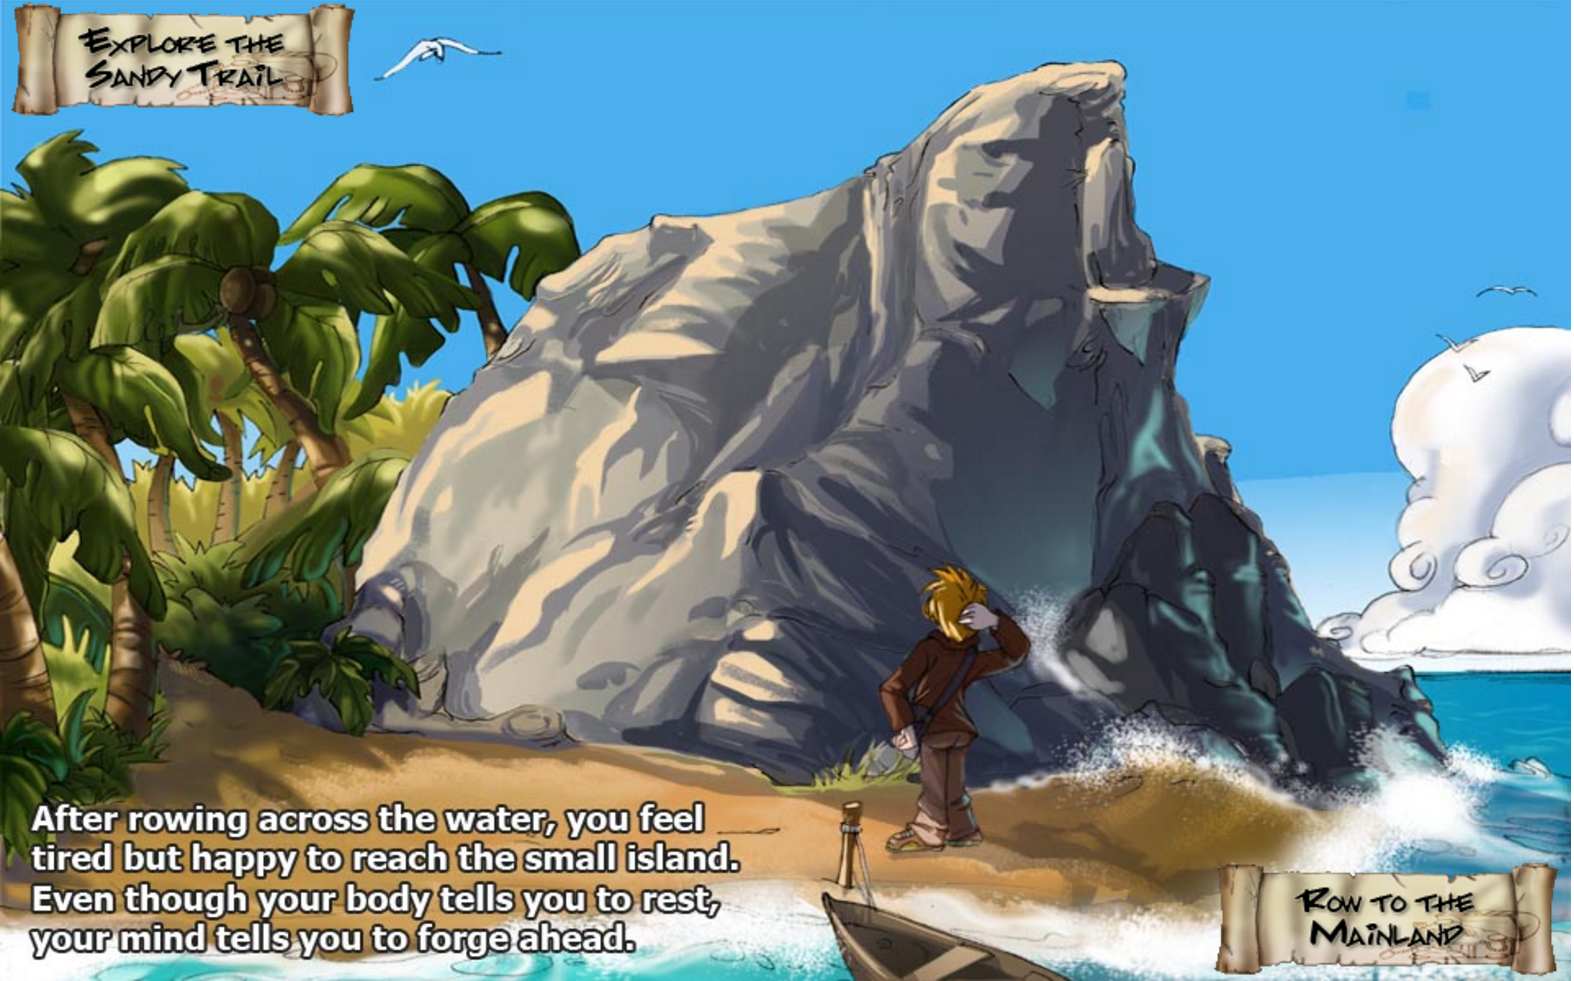 Explore the
Sandy Trail
After rowing across the water, you feel
tired but happy to reach the small island.
Even though your body tells you to rest,
your mind tells you to forge ahead.
Row to the
Mainland